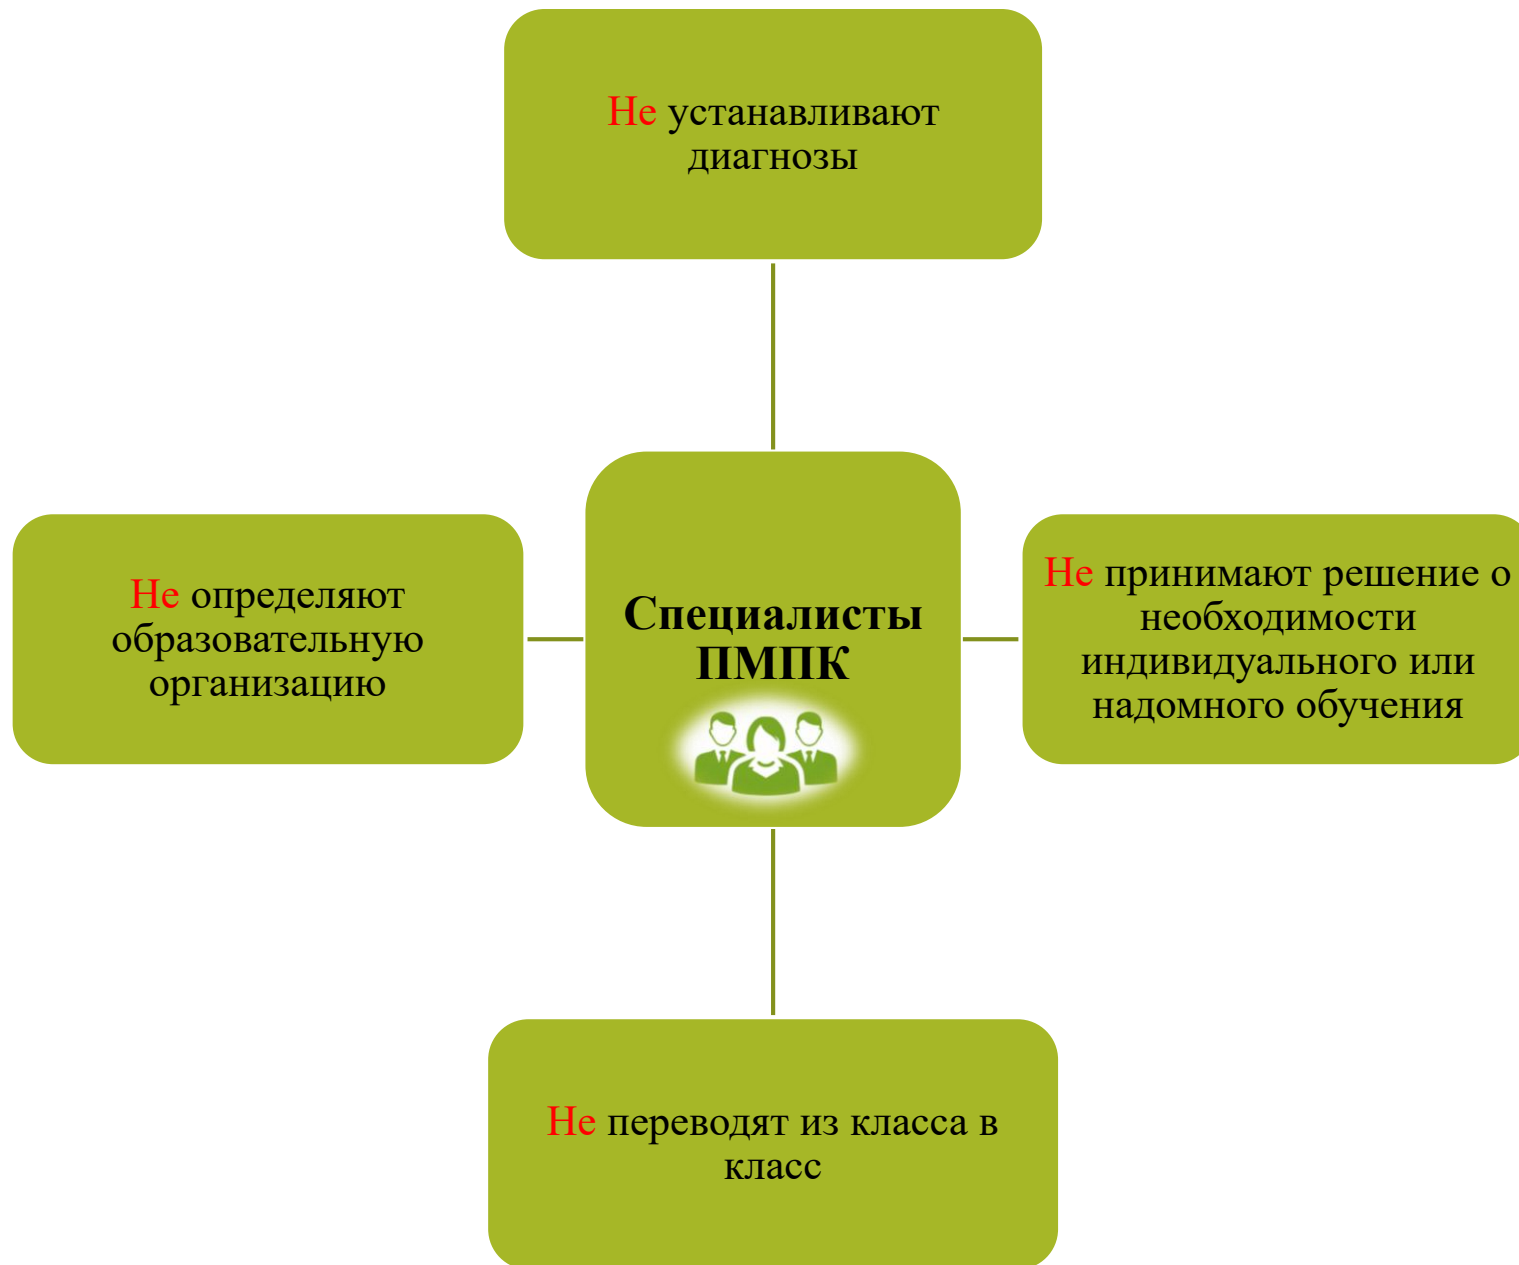 Не устанавливают
диагнозы
Не определяют
образовательную
организацию
Специалисты
ПМПК
Не принимают решение о
необходимости
индивидуального или
надомного обучения
Не переводят из класса в
класс